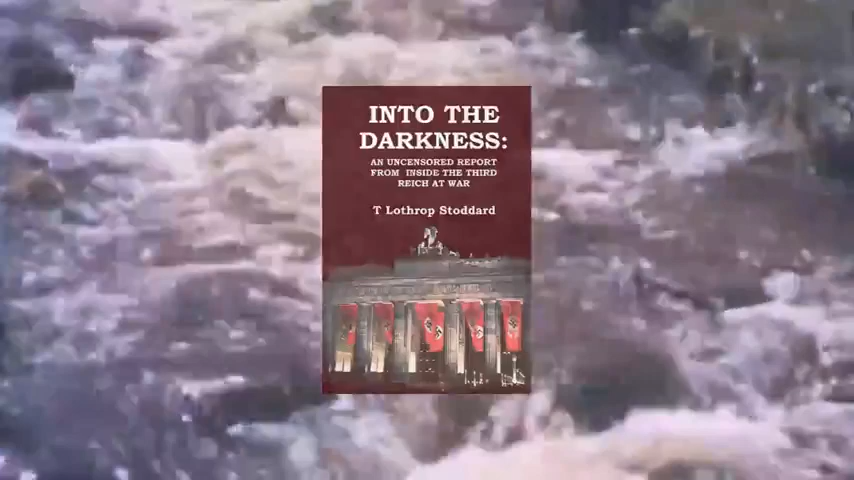 INTO THE
DARKNESS:
AN UNCENSORED REPORT
FROM INSIDE THE THIRD
REICH AT WAR
T Lothrop Stoddard